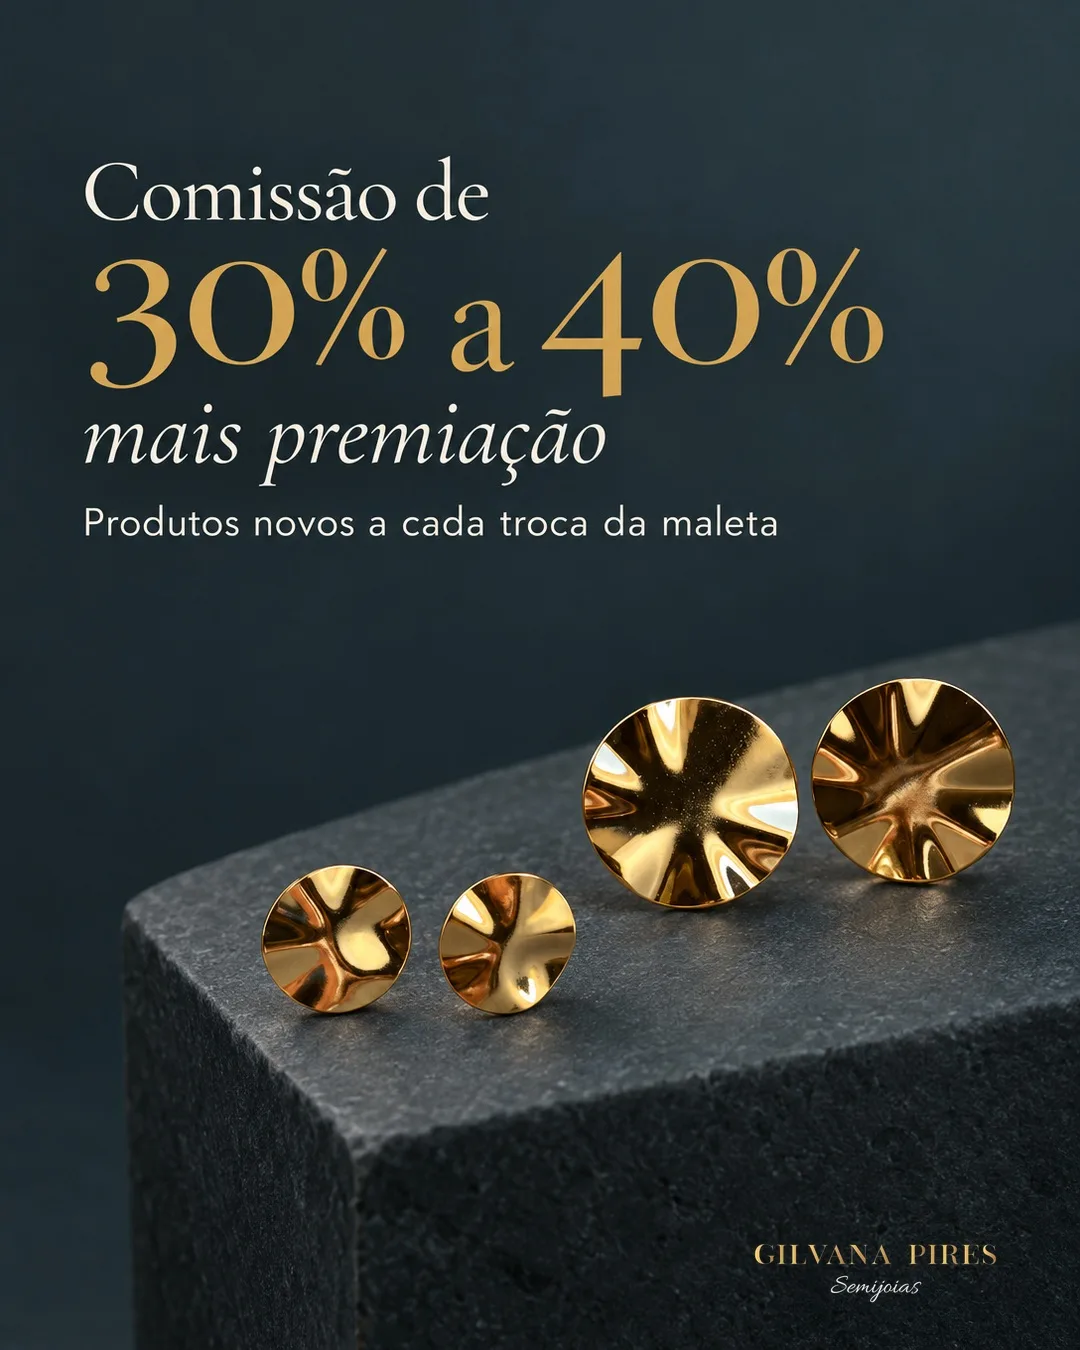 Comissão de
30% a 40%
mais premiação
Produtos novos a cada troca da maleta
GILVANA PIRES
Semijoias